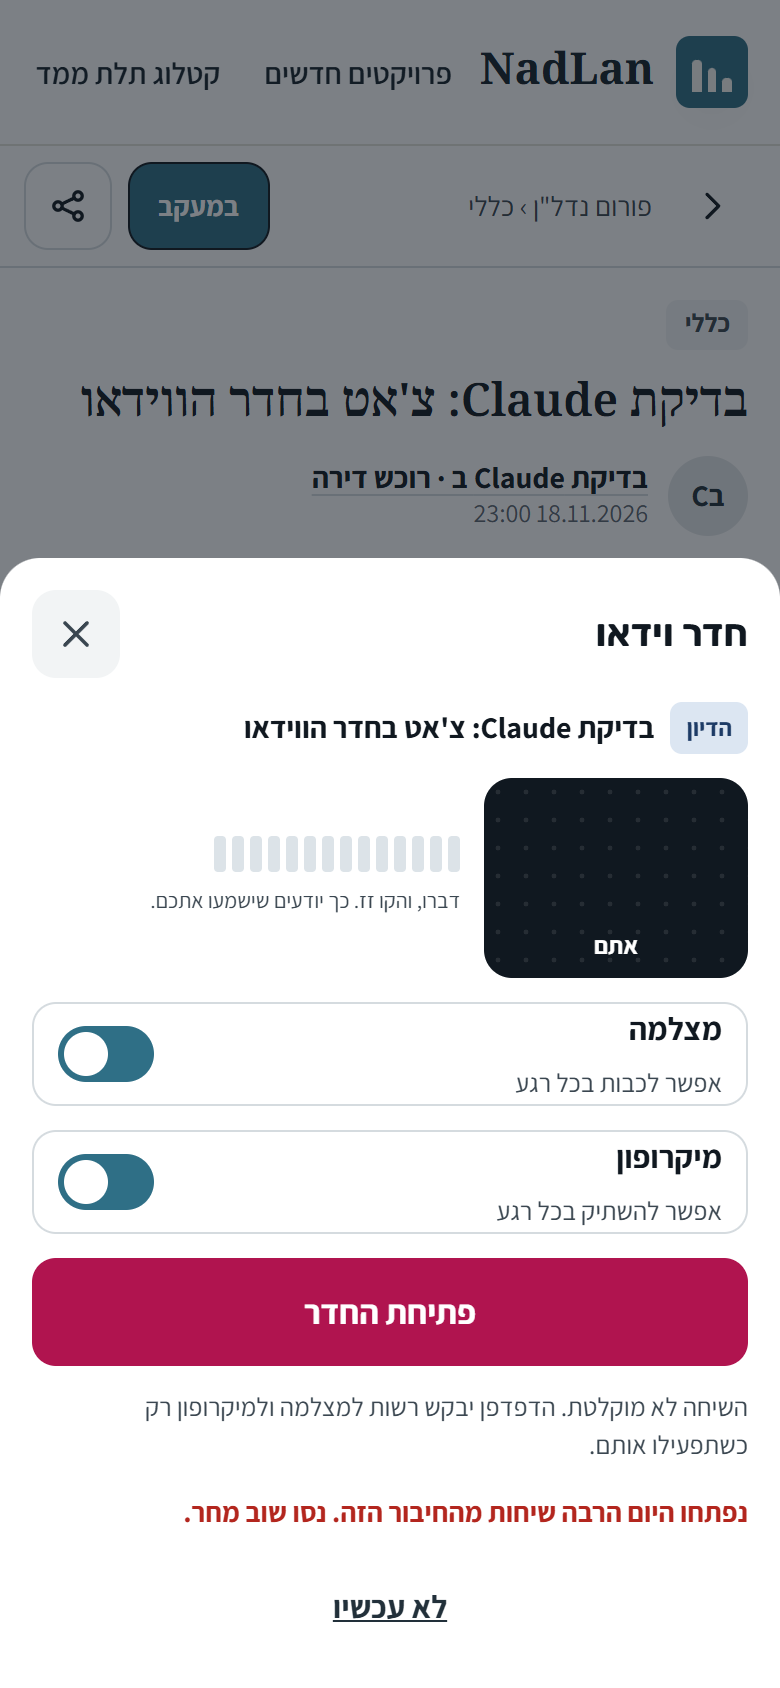 NadLan
פרויקטים חדשים
קטלוג תלת ממד
פורום נדל"ן › כללי
במעקב
כללי
בדיקת Claude: צ'אט בחדר הווידאו
בC
בדיקת Claude ב · רוכש דירה
18.11.2026 23:00
חדר וידאו
הדיון
בדיקת Claude: צ'אט בחדר הווידאו
אתם
דברו, והקו זז. כך יודעים שישמעו אתכם.
מצלמה
אפשר לכבות בכל רגע
מיקרופון
אפשר להשתיק בכל רגע
פתיחת החדר
השיחה לא מוקלטת. הדפדפן יבקש רשות למצלמה ולמיקרופון רק
כשתפעילו אותם.
נפתחו היום הרבה שיחות מהחיבור הזה. נסו שוב מחר.
לא עכשיו